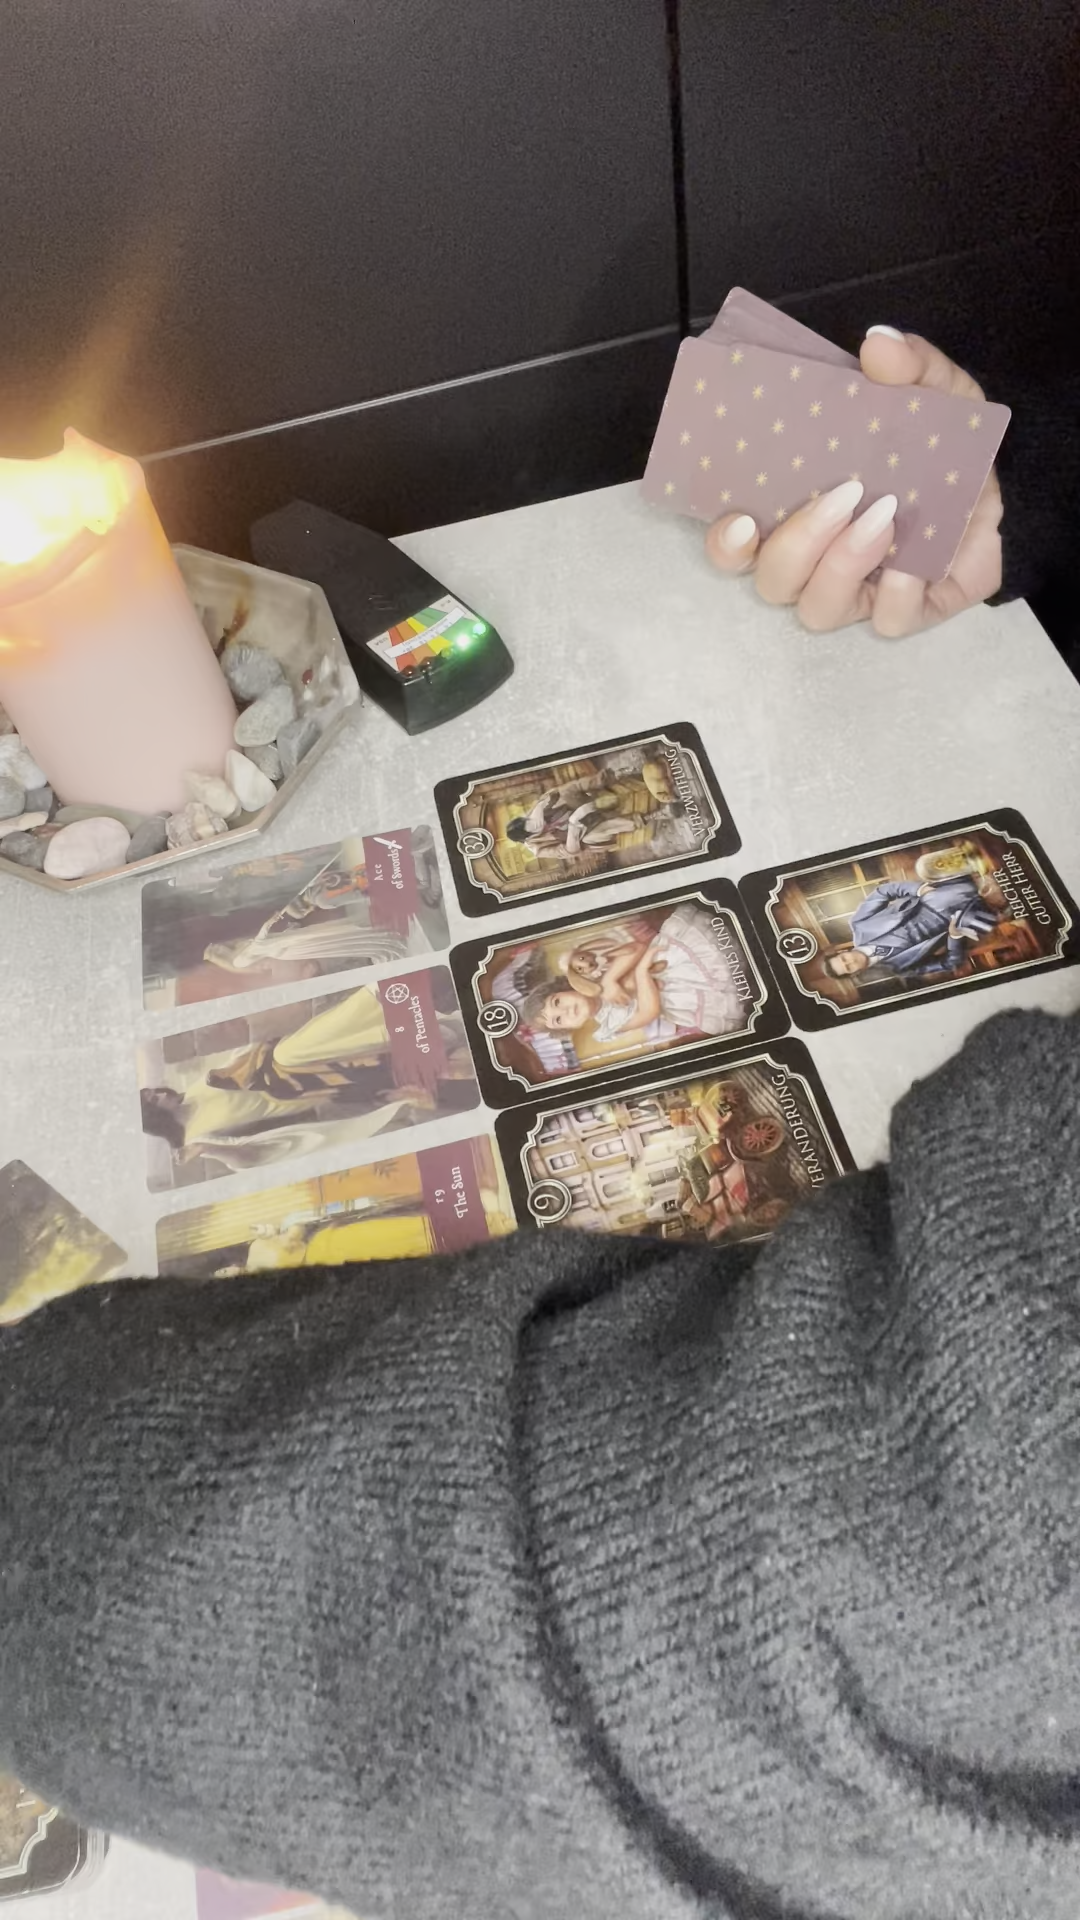 32
VERZWEIFLUNG
Ace
of Swords
18
KLEINES KIND
13
REICHER
GUTER HERR
8
of Pentacles
9
VERÄNDERUNG
19
The Sun